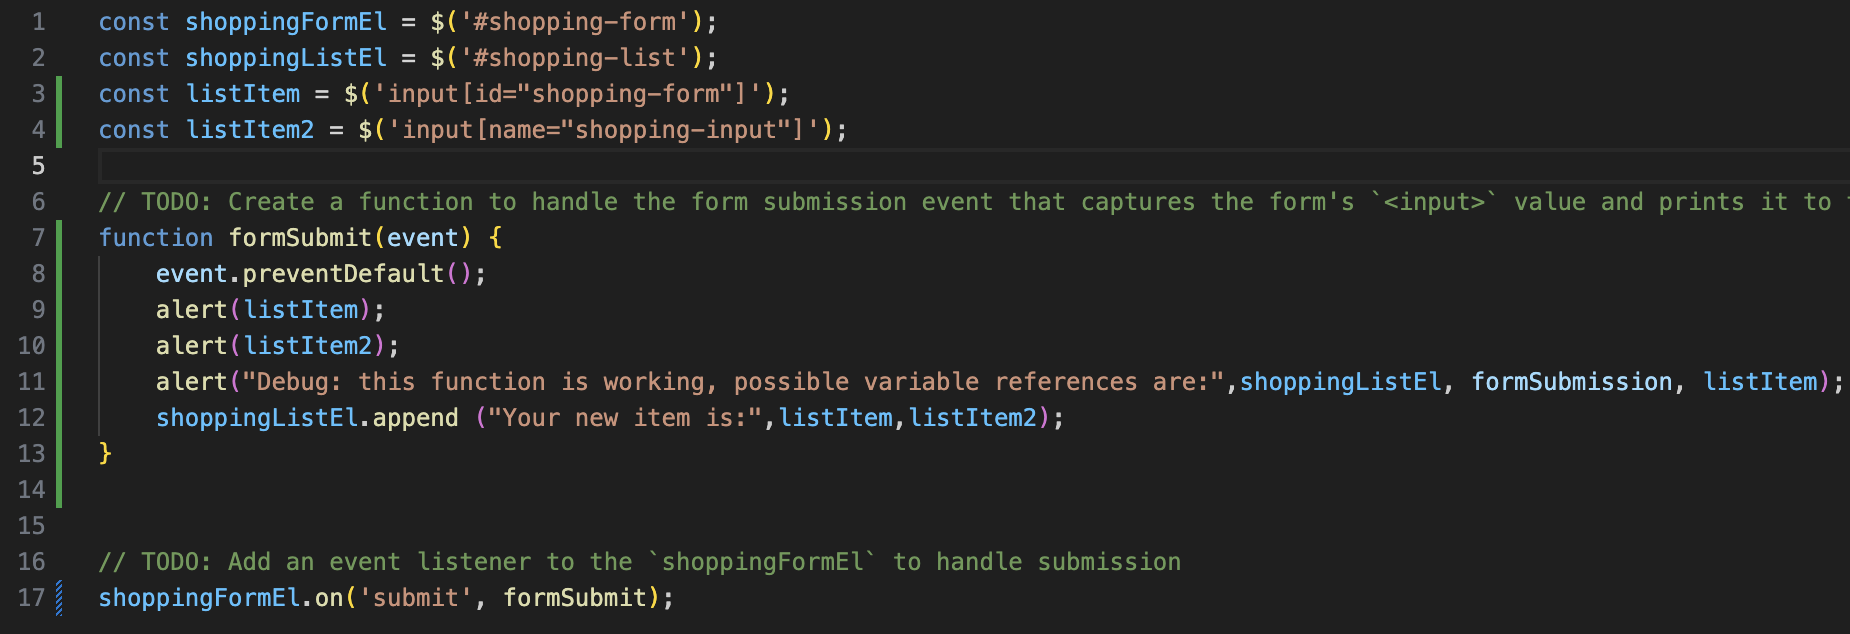 1 const shoppingFormEl = $('#shopping-form');
2 const shoppingListEl = $('#shopping-list');
3 const listItem = $('input[id="shopping-form"]');
4 const listItem2 = $('input[name="shopping-input"]');
5
6 // TODO: Create a function to handle the form submission event that captures the form's `<input>` value and prints it to
7 function formSubmit(event) {
8 event.preventDefault();
9 alert(listItem);
10 alert(listItem2);
11 alert("Debug: this function is working, possible variable references are:",shoppingListEl, formSubmission, listItem);
12 shoppingListEl.append ("Your new item is:",listItem,listItem2);
13 }
14
15
16 // TODO: Add an event listener to the `shoppingFormEl` to handle submission
17 shoppingFormEl.on('submit', formSubmit);